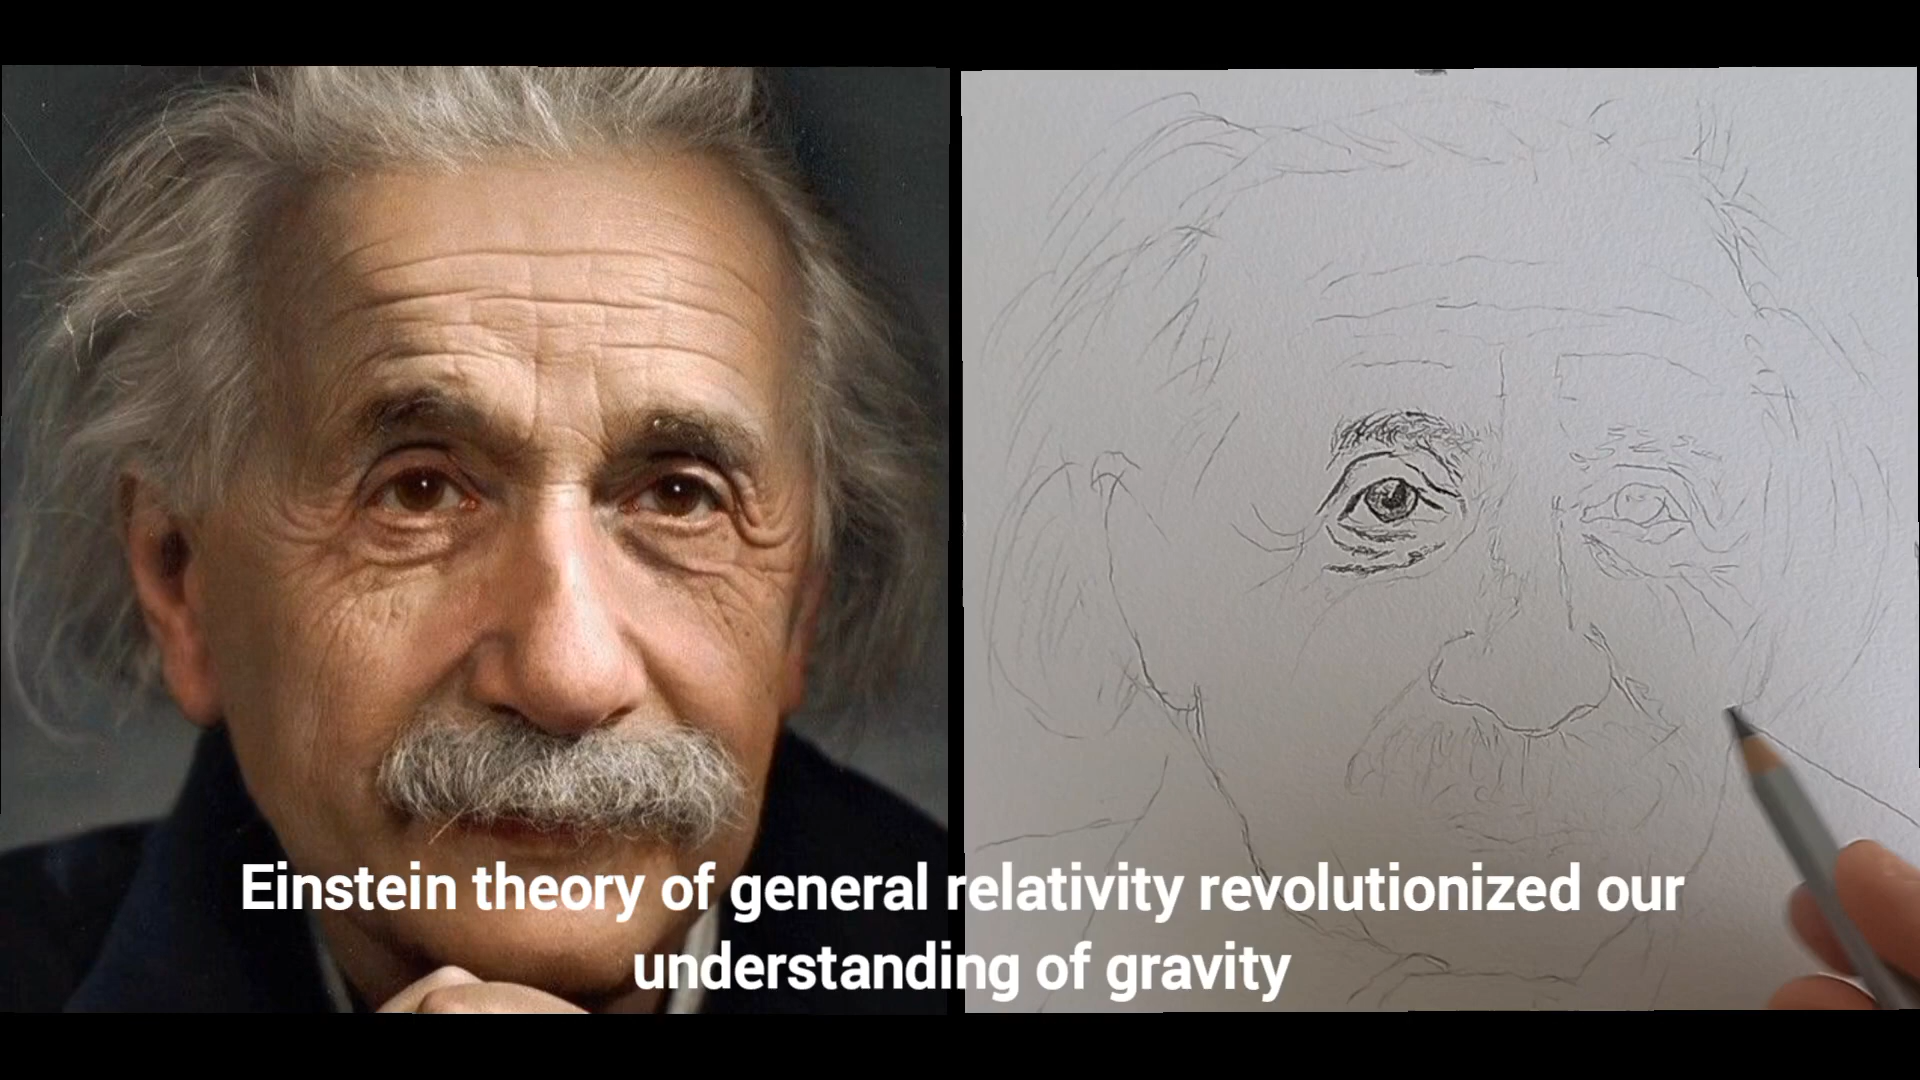 Einstein theory of general relativity revolutionized our
understanding of gravity